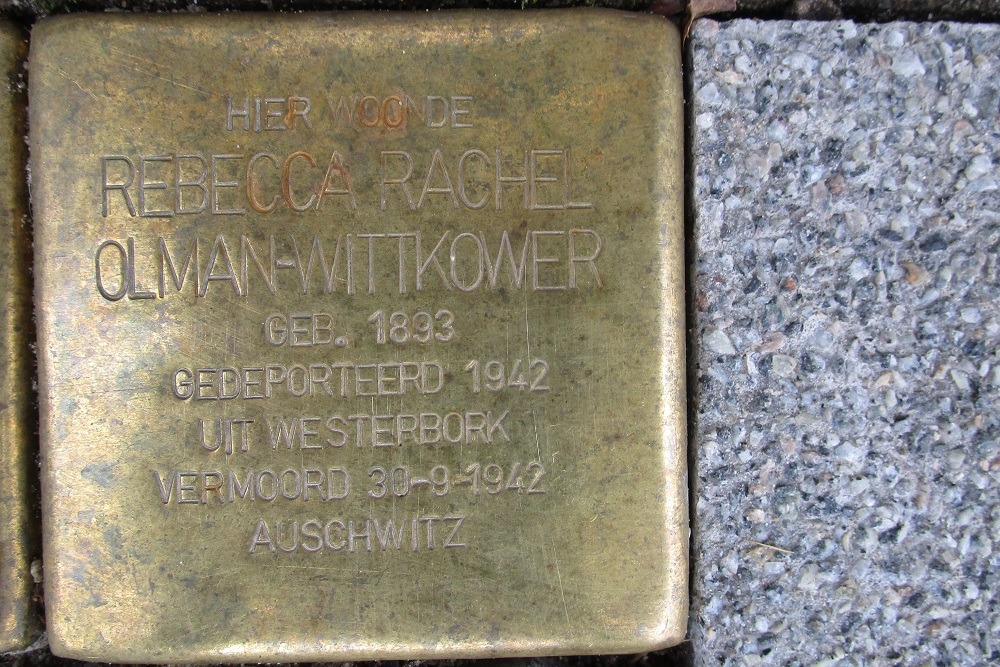 HIER WOONDE
REBECCA RACHEL
OLMAN-WITTKOWER
GEB. 1893
GEDEPORTEERD 1942
UIT WESTERBORK
VERMOORD 30-9-1942
AUSCHWITZ